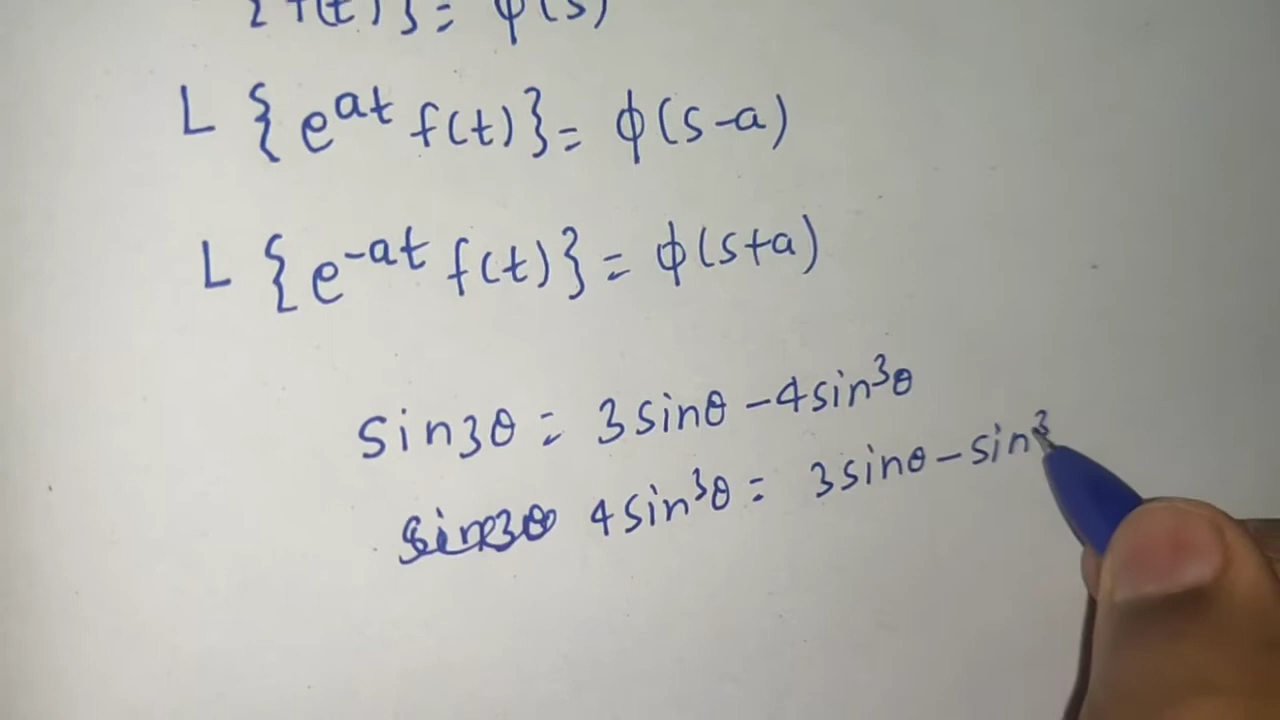 {f(t)}= φ(s)
L {e^at f(t)}= φ(s-a)
L {e^-at f(t)}= φ(s+a)
sin3θ = 3sinθ -4sin³θ
4sin³θ = 3sinθ - sin3